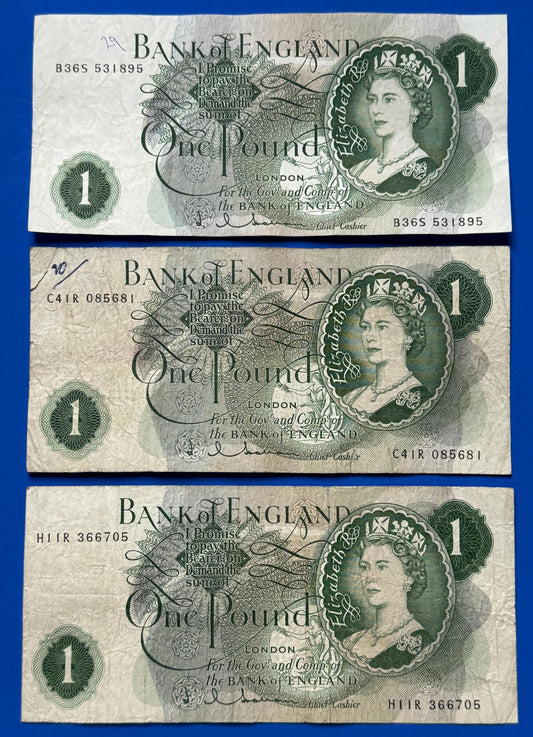 29
BANK of ENGLAND
B36S 531895
1
I Promise
to pay the
Bearer on
Demand the
sum of
Elizabeth R
One Pound
LONDON
1
For the Govr and Compa of
the BANK of ENGLAND
Chief Cashier
B36S 531895
20/
BANK of ENGLAND
C41R 085681
1
I Promise
to pay the
Bearer on
Demand the
sum of
Elizabeth R
One Pound
LONDON
1
For the Govr and Compa of
the BANK of ENGLAND
Chief Cashier
C41R 085681
BANK of ENGLAND
H11R 366705
1
I Promise
to pay the
Bearer on
Demand the
sum of
Elizabeth R
One Pound
LONDON
1
For the Govr and Compa of
the BANK of ENGLAND
Chief Cashier
H11R 366705